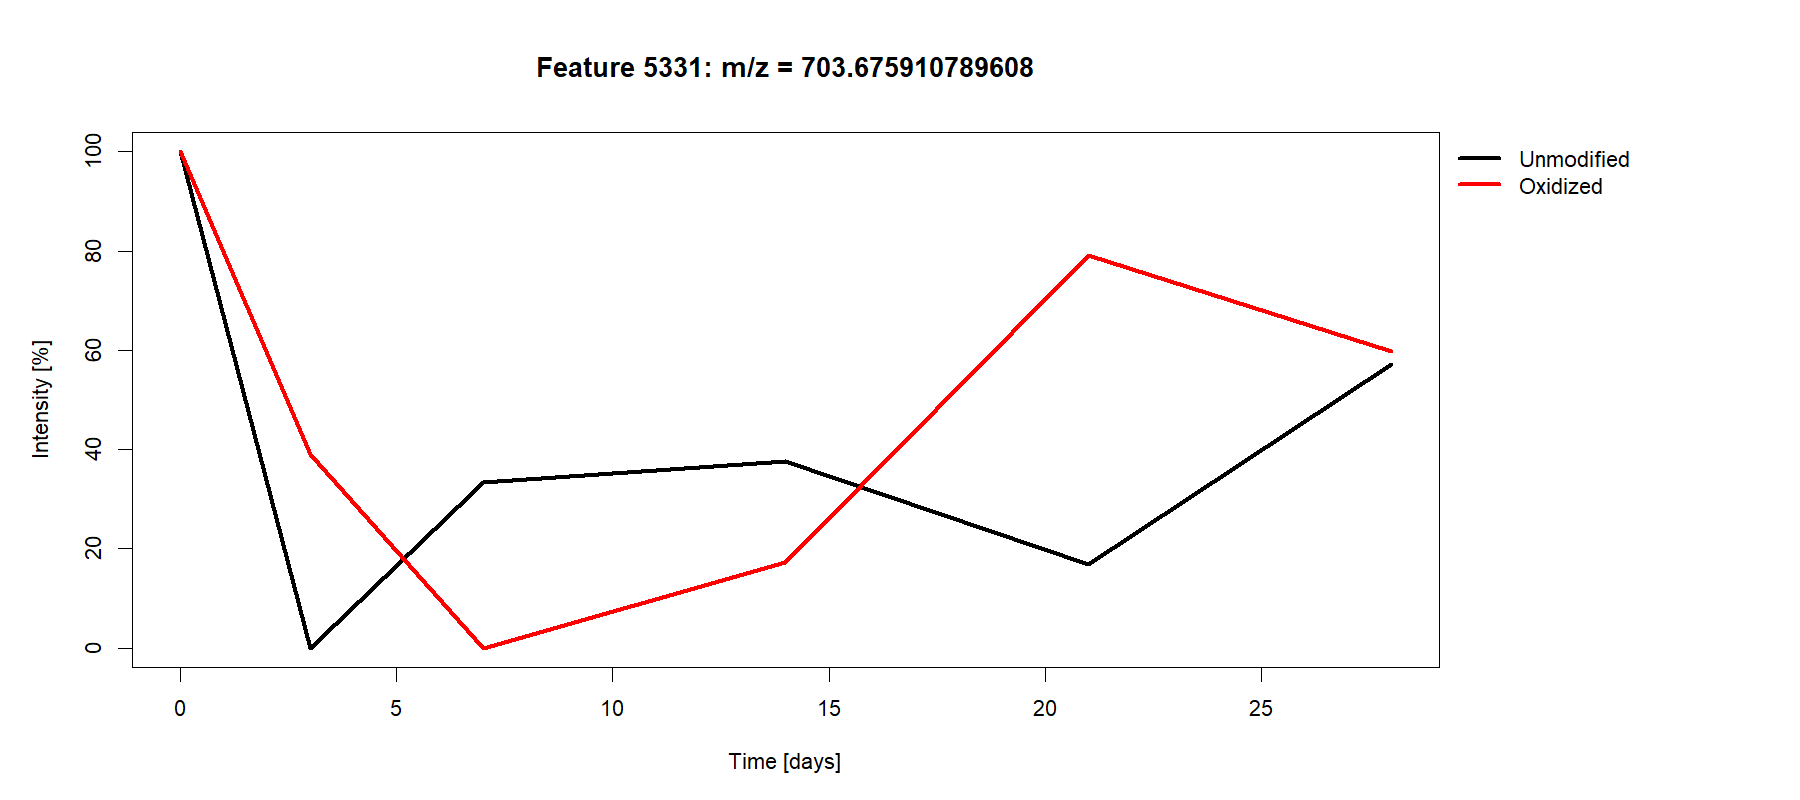 Feature 5331: m/z = 703.675910789608
Unmodified
Oxidized
Intensity [%]
100
80
60
40
20
0
0 5 10 15 20 25
Time [days]